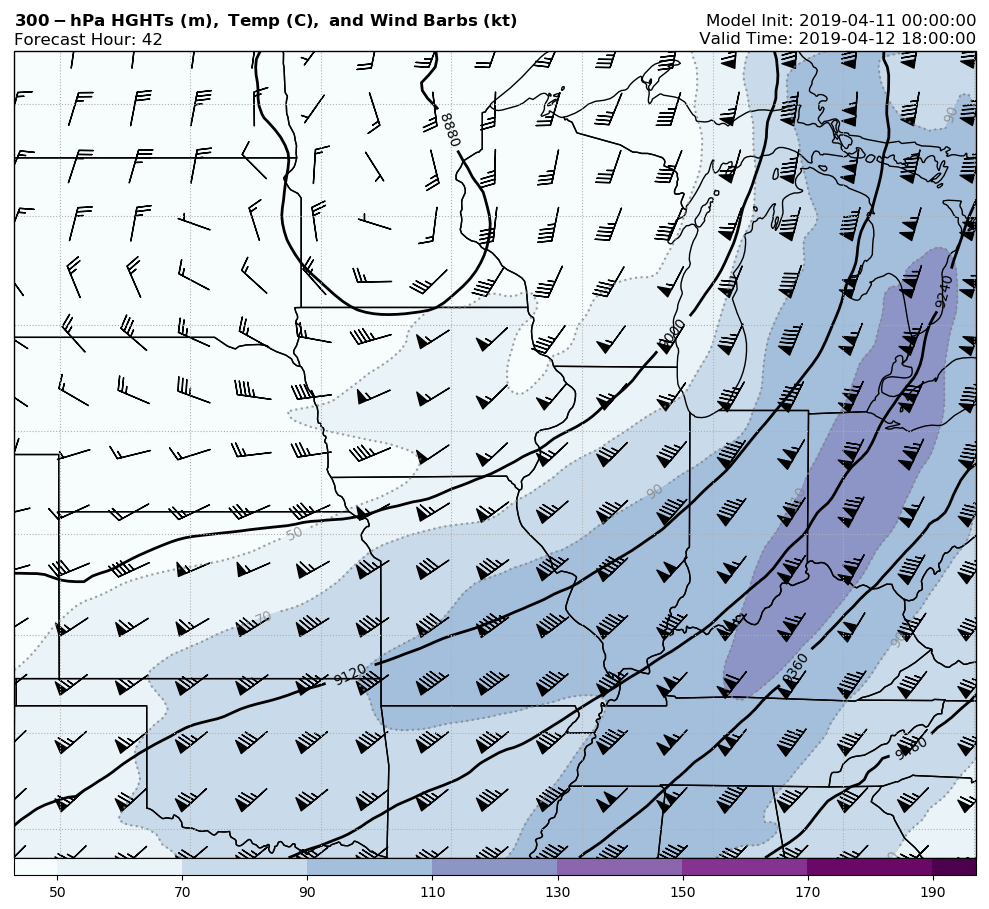 300 − hPa HGHTs (m), Temp (C), and Wind Barbs (kt)
Model Init: 2019-04-11 00:00:00
Forecast Hour: 42
Valid Time: 2019-04-12 18:00:00
90
8880
9240
9000
90
50
70
90
9360
9120
50 70 90 110 130 150 170 190